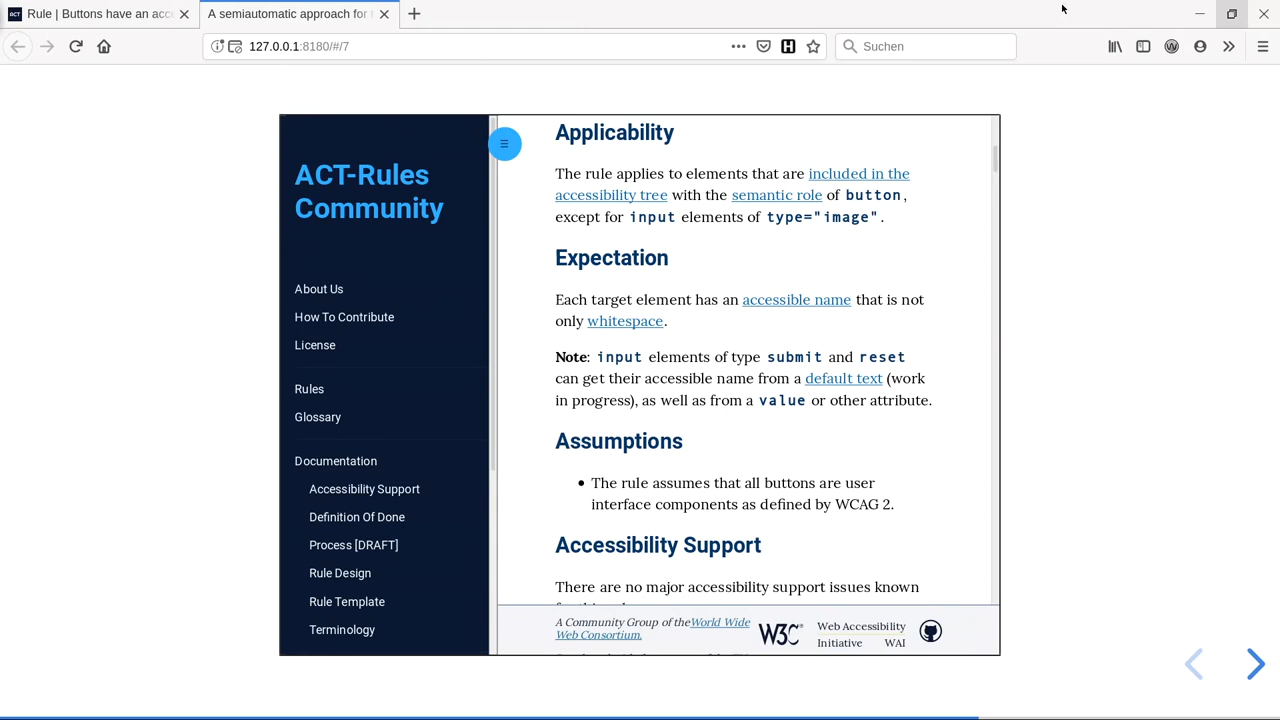 Rule | Buttons have an acc
A semiautomatic approach for
127.0.0.1:8180/#/7
Suchen
ACT-Rules
Community
About Us
How To Contribute
License
Rules
Glossary
Documentation
Accessibility Support
Definition Of Done
Process [DRAFT]
Rule Design
Rule Template
Terminology
Applicability
The rule applies to elements that are included in the
accessibility tree with the semantic role of button,
except for input elements of type="image".
Expectation
Each target element has an accessible name that is not
only whitespace.
Note: input elements of type submit and reset
can get their accessible name from a default text (work
in progress), as well as from a value or other attribute.
Assumptions
• The rule assumes that all buttons are user
interface components as defined by WCAG 2.
Accessibility Support
There are no major accessibility support issues known
A Community Group of the World Wide
Web Consortium.
W3C®
Web Accessibility
Initiative WAI